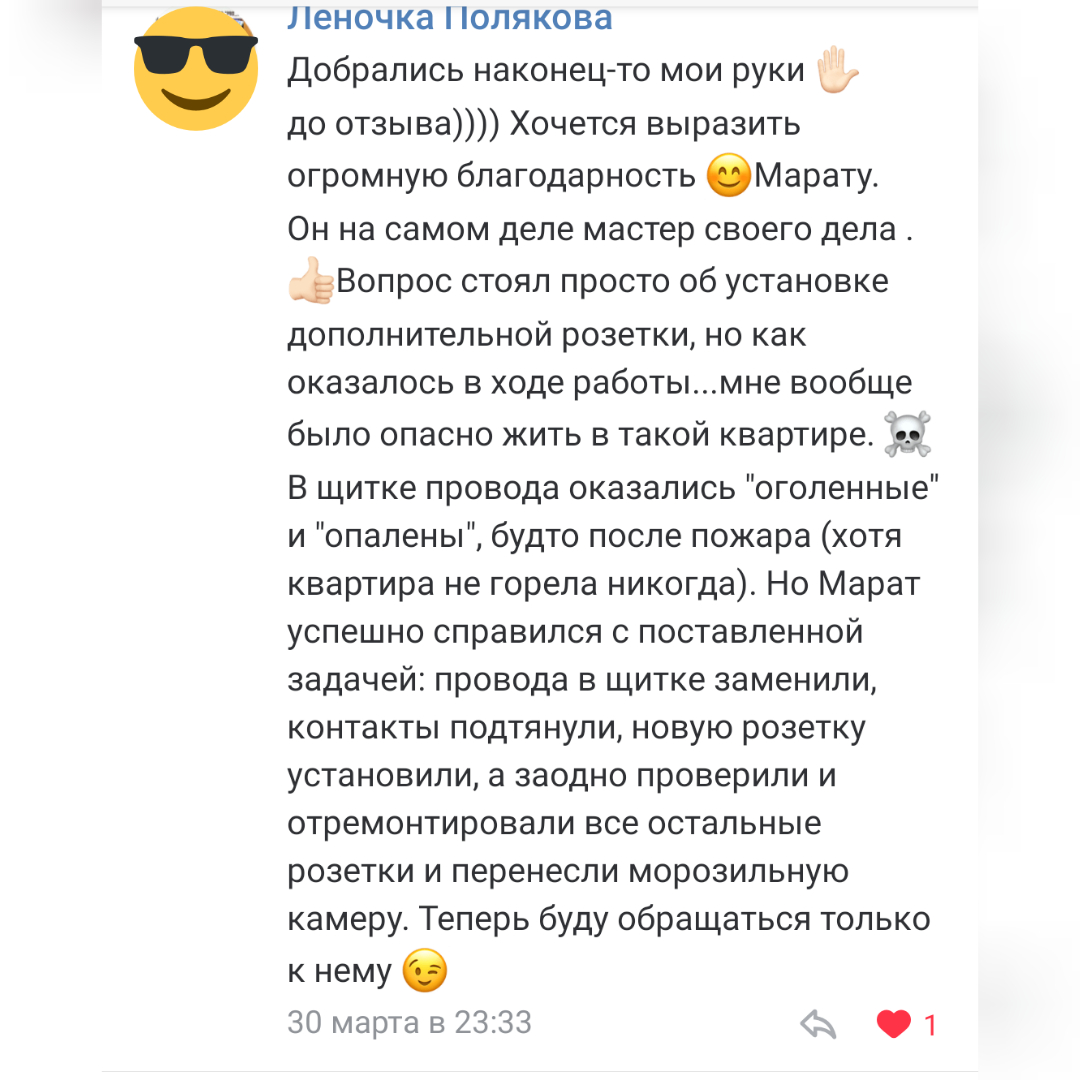 Леночка Полякова
Добрались наконец-то мои руки 🖐🏻
до отзыва)))) Хочется выразить
огромную благодарность 😊Марату.
Он на самом деле мастер своего дела .
👍🏻Вопрос стоял просто об установке
дополнительной розетки, но как
оказалось в ходе работы...мне вообще
было опасно жить в такой квартире. ☠
В щитке провода оказались "оголенные"
и "опалены", будто после пожара (хотя
квартира не горела никогда). Но Марат
успешно справился с поставленной
задачей: провода в щитке заменили,
контакты подтянули, новую розетку
установили, а заодно проверили и
отремонтировали все остальные
розетки и перенесли морозильную
камеру. Теперь буду обращаться только
к нему 😉
30 марта в 23:33
1